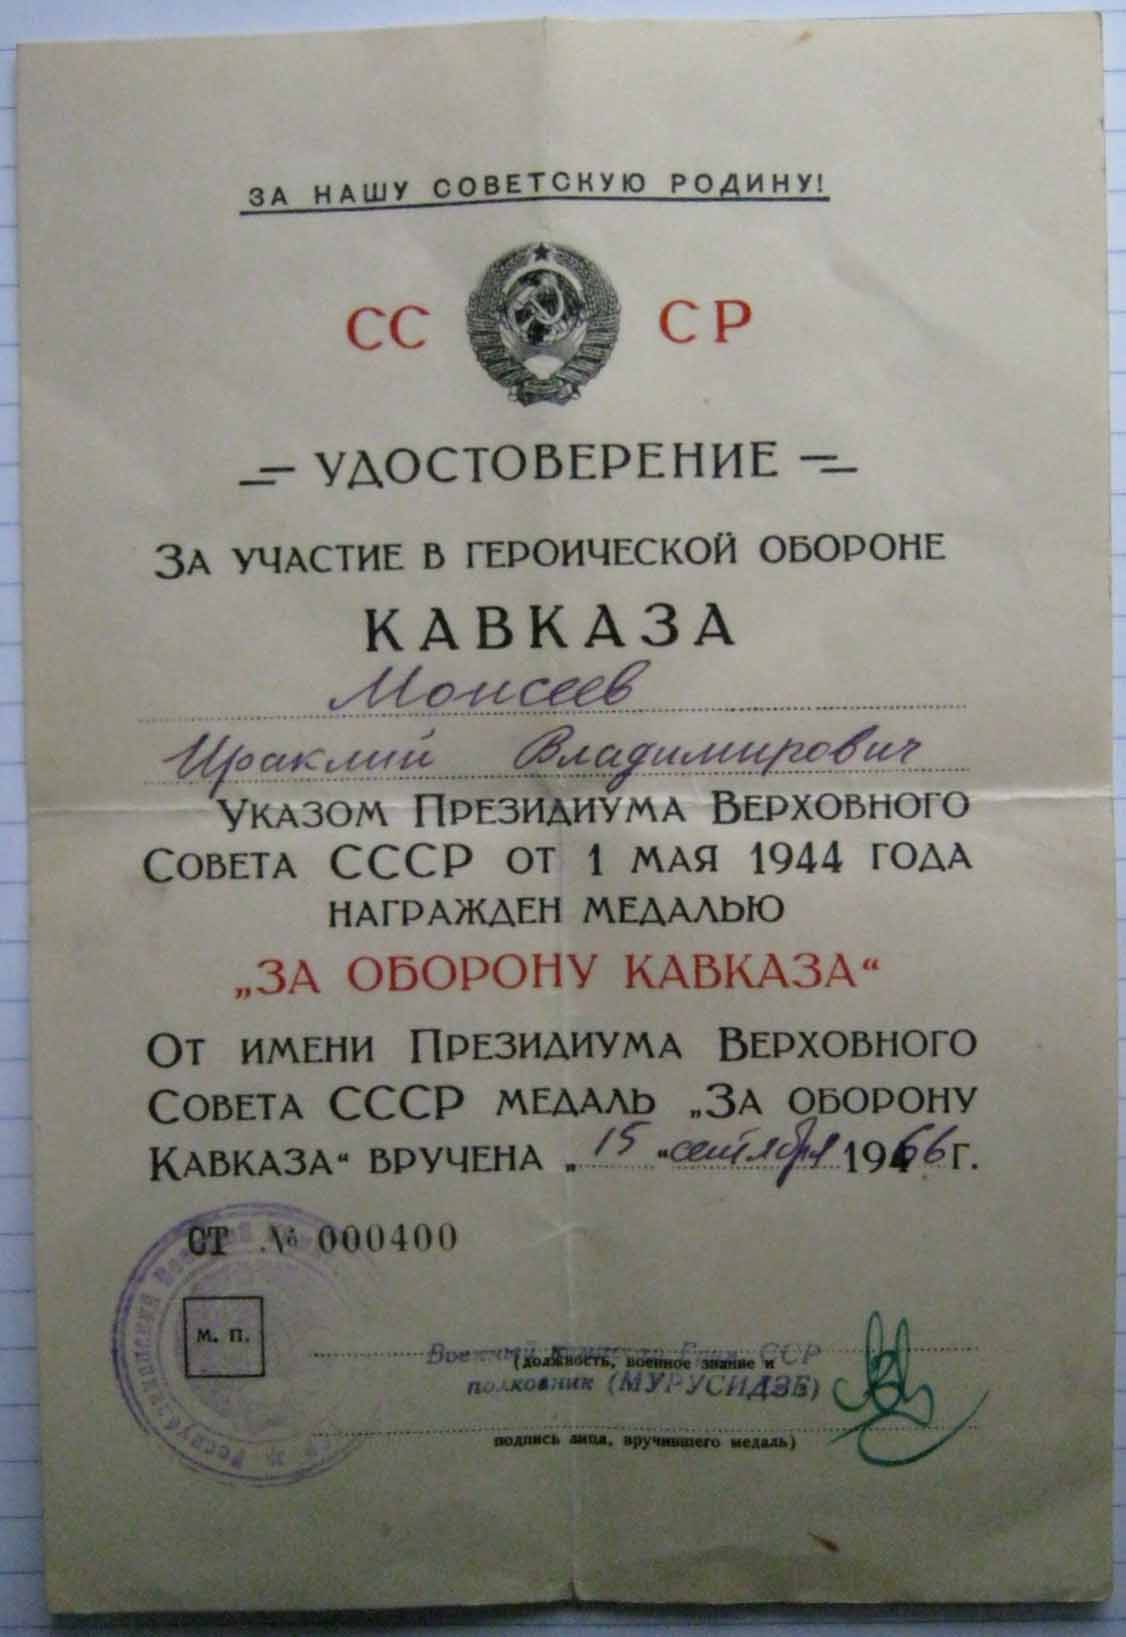 ЗА НАШУ СОВЕТСКУЮ РОДИНУ!
СС СР
УДОСТОВЕРЕНИЕ
ЗА УЧАСТИЕ В ГЕРОИЧЕСКОЙ ОБОРОНЕ
КАВКАЗА
Моисеев
Ираклий Владимирович
УКАЗОМ ПРЕЗИДИУМА ВЕРХОВНОГО
СОВЕТА СССР ОТ 1 МАЯ 1944 ГОДА
НАГРАЖДЕН МЕДАЛЬЮ
„ЗА ОБОРОНУ КАВКАЗА“
ОТ ИМЕНИ ПРЕЗИДИУМА ВЕРХОВНОГО
СОВЕТА СССР МЕДАЛЬ „ЗА ОБОРОНУ
КАВКАЗА“ ВРУЧЕНА „15“ сентября 1966 Г.
СТ № 000400
М. П.
Военный ССР
(должность, военное звание и
полковник (МУРУСИДЗЕ)
подпись лица, вручившего медаль)